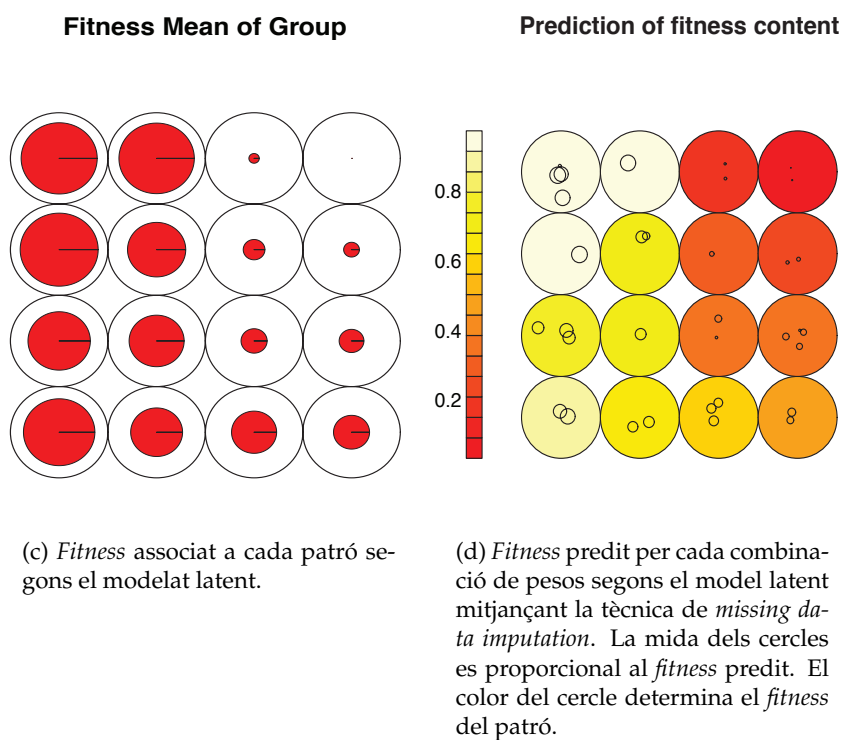 Fitness Mean of Group
Prediction of fitness content
0.8
0.6
0.4
0.2
(c) Fitness associat a cada patró se-
gons el modelat latent.
(d) Fitness predit per cada combina-
ció de pesos segons el model latent
mitjançant la tècnica de missing da-
ta imputation. La mida dels cercles
es proporcional al fitness predit. El
color del cercle determina el fitness
del patró.